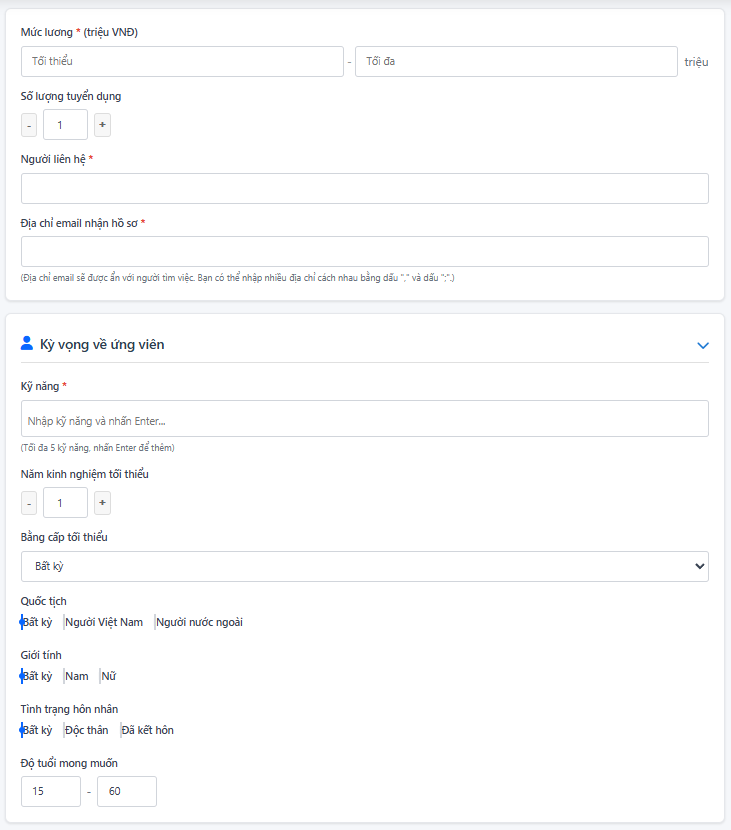 Mức lương * (triệu VNĐ)
Tối thiểu - Tối đa triệu
Số lượng tuyển dụng
- 1 +
Người liên hệ *
Địa chỉ email nhận hồ sơ *
(Địa chỉ email sẽ được ẩn với người tìm việc. Bạn có thể nhập nhiều địa chỉ cách nhau bằng dấu "," và dấu ";".)
Kỳ vọng về ứng viên
Kỹ năng *
Nhập kỹ năng và nhấn Enter...
(Tối đa 5 kỹ năng, nhấn Enter để thêm)
Năm kinh nghiệm tối thiểu
- 1 +
Bằng cấp tối thiểu
Bất kỳ
Quốc tịch
Bất kỳ Người Việt Nam Người nước ngoài
Giới tính
Bất kỳ Nam Nữ
Tình trạng hôn nhân
Bất kỳ Độc thân Đã kết hôn
Độ tuổi mong muốn
15 - 60